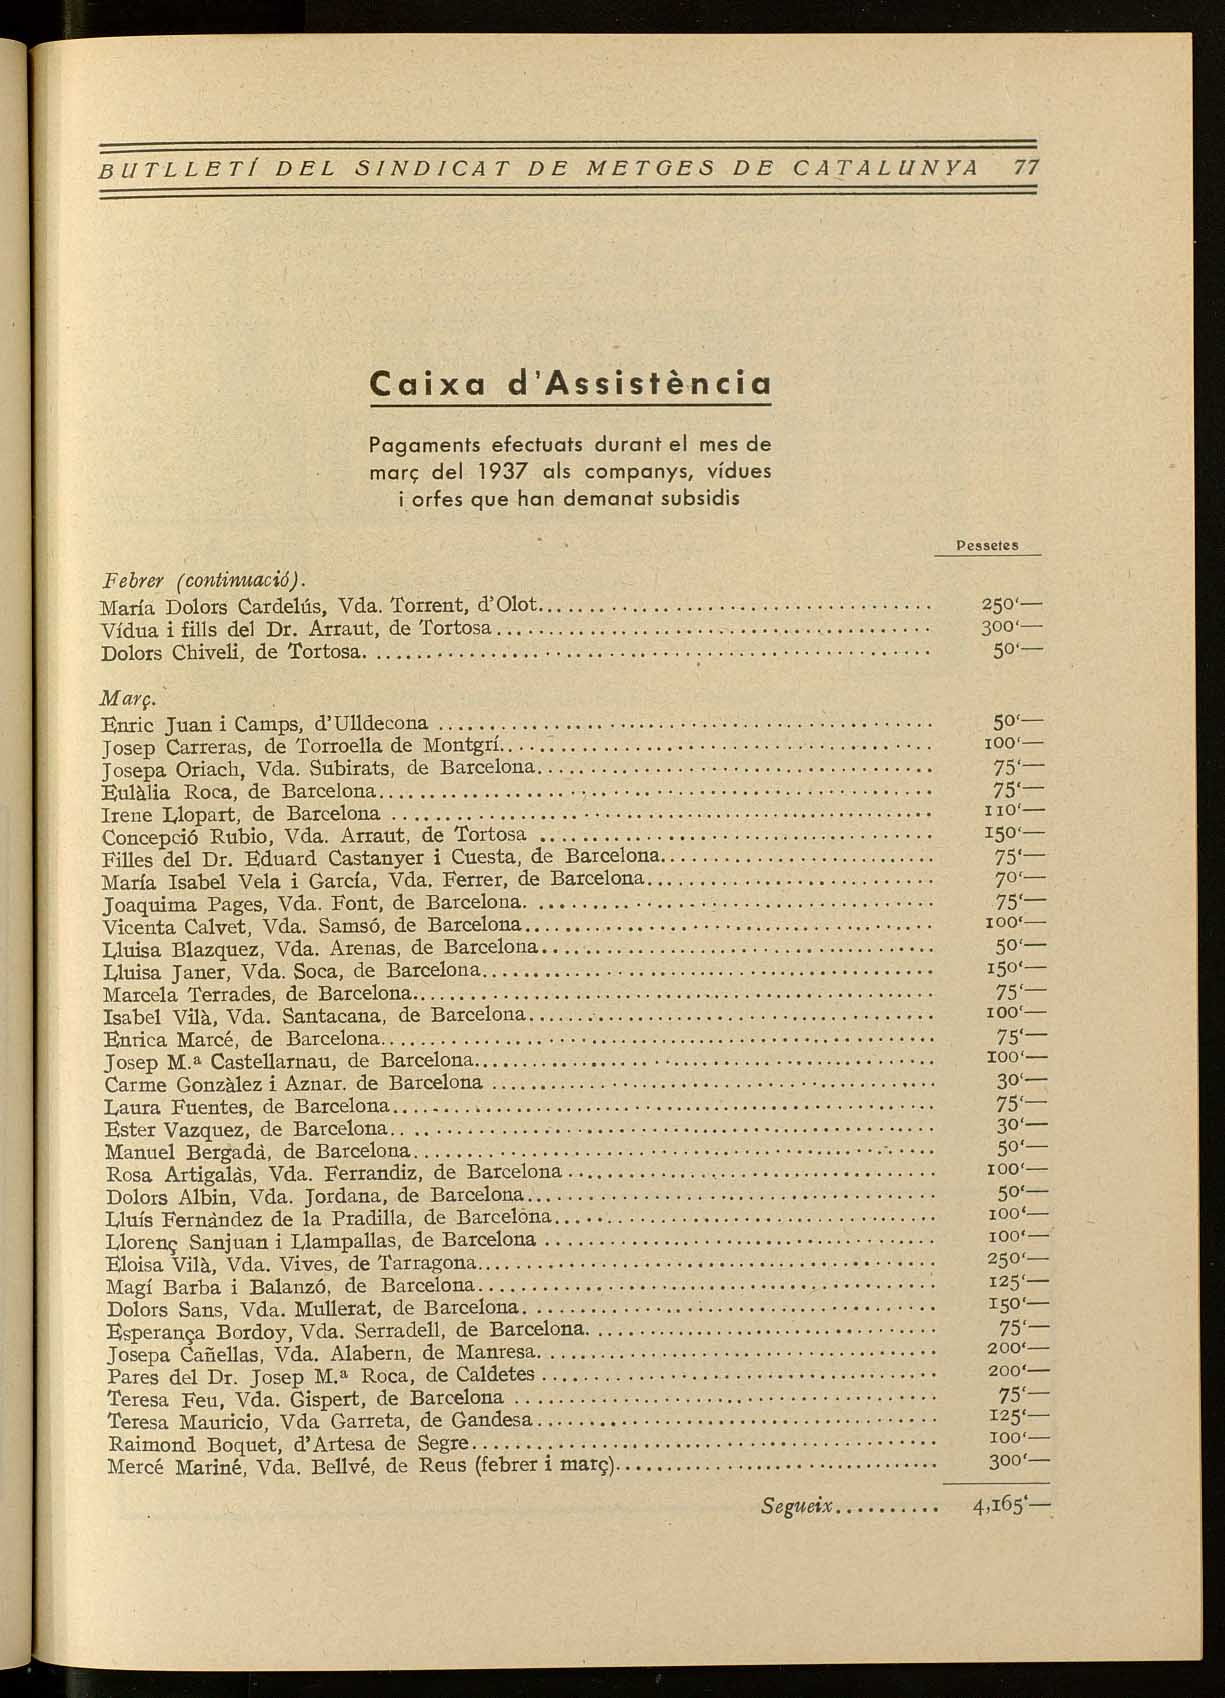 BUTLLETÍ DEL SINDICAT DE METGES DE CATALUNYA 77
Caixa d'Assistència
Pagaments efectuats durant el mes de
març del 1937 als companys, vídues
i orfes que han demanat subsidis
Pessetes
Febrer (continuació).
María Dolors Cardelús, Vda. Torrent, d'Olot 250'—
Vídua i fills del Dr. Arraut, de Tortosa 300'—
Dolors Chiveli, de Tortosa 50'—
Març.
Enric Juan i Camps, d'Ulldecona 50'—
Josep Carreras, de Torroella de Montgrí 100'—
Josepa Oriach, Vda. Subirats, de Barcelona 75'—
Eulàlia Roca, de Barcelona 75'—
Irene Llopart, de Barcelona 110'—
Concepció Rubio, Vda. Arraut, de Tortosa 150'—
Filles del Dr. Eduard Castanyer i Cuesta, de Barcelona 75'—
María Isabel Vela i García, Vda. Ferrer, de Barcelona 70'—
Joaquima Pages, Vda. Font, de Barcelona 75'—
Vicenta Calvet, Vda. Samsó, de Barcelona 100'—
Lluisa Blazquez, Vda. Arenas, de Barcelona 50'—
Lluisa Janer, Vda. Soca, de Barcelona 150'—
Marcela Terrades, de Barcelona 75'—
Isabel Vilà, Vda. Santacana, de Barcelona 100'—
Enrica Marcé, de Barcelona 75'—
Josep M.ª Castellarnau, de Barcelona 100'—
Carme Gonzàlez i Aznar. de Barcelona 30'—
Laura Fuentes, de Barcelona 75'—
Ester Vazquez, de Barcelona 30'—
Manuel Bergadà, de Barcelona 50'—
Rosa Artigalàs, Vda. Ferrandiz, de Barcelona 100'—
Dolors Albin, Vda. Jordana, de Barcelona 50'—
Lluís Fernàndez de la Pradilla, de Barcelona 100'—
Llorenç Sanjuan i Llampallas, de Barcelona 100'—
Eloisa Vilà, Vda. Vives, de Tarragona 250'—
Magí Barba i Balanzó, de Barcelona 125'—
Dolors Sans, Vda. Mullerat, de Barcelona 150'—
Esperança Bordoy, Vda. Serradell, de Barcelona 75'—
Josepa Cañellas, Vda. Alabern, de Manresa 200'—
Pares del Dr. Josep M.ª Roca, de Caldetes 200'—
Teresa Feu, Vda. Gispert, de Barcelona 75'—
Teresa Mauricio, Vda Garreta, de Gandesa 125'—
Raimond Boquet, d'Artesa de Segre 100'—
Mercé Mariné, Vda. Bellvé, de Reus (febrer i març) 300'—
Segueix 4,165'—